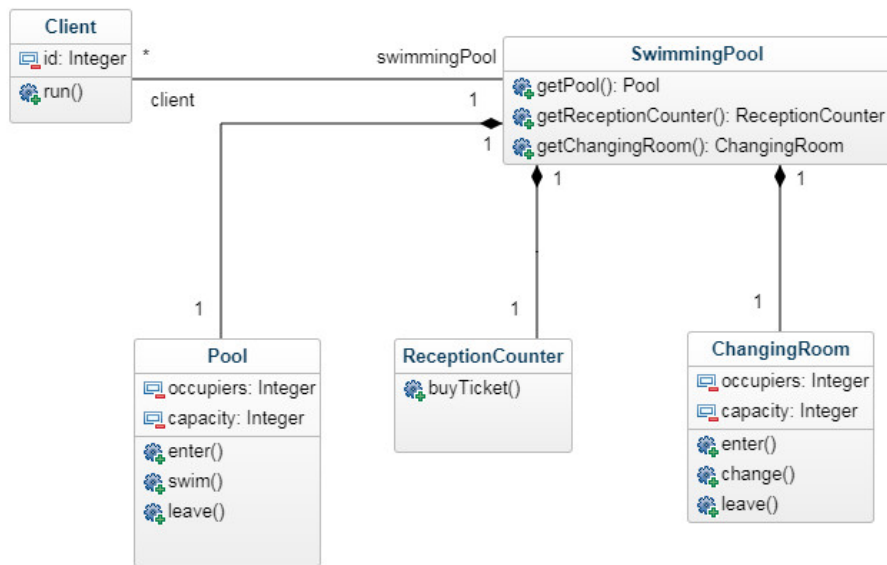 Client
id: Integer
run()
*
client
swimmingPool
1
SwimmingPool
getPool(): Pool
getReceptionCounter(): ReceptionCounter
getChangingRoom(): ChangingRoom
1
1
1
1
1
1
Pool
occupiers: Integer
capacity: Integer
enter()
swim()
leave()
ReceptionCounter
buyTicket()
ChangingRoom
occupiers: Integer
capacity: Integer
enter()
change()
leave()